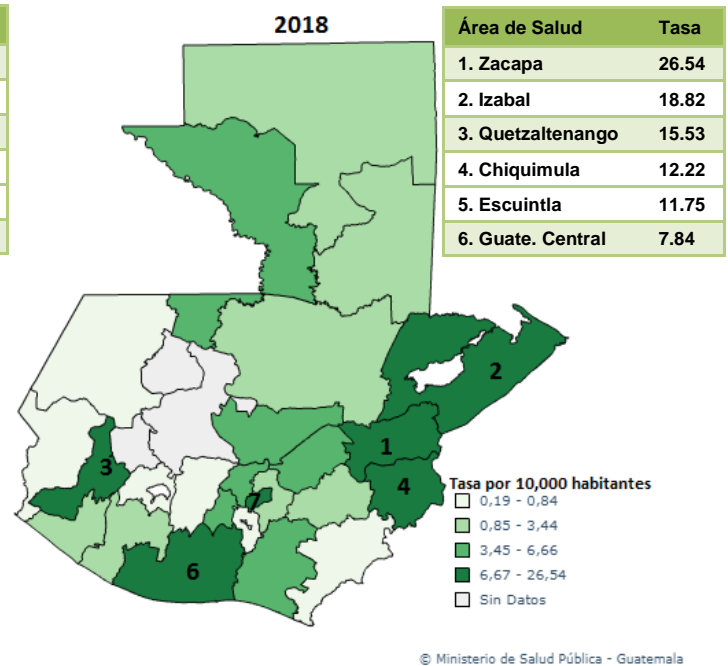 2018
Área de Salud Tasa
1. Zacapa 26.54
2. Izabal 18.82
3. Quetzaltenango 15.53
4. Chiquimula 12.22
5. Escuintla 11.75
6. Guate. Central 7.84
2
1
3
4
7
6
Tasa por 10,000 habitantes
0,19 - 0,84
0,85 - 3,44
3,45 - 6,66
6,67 - 26,54
Sin Datos
© Ministerio de Salud Pública - Guatemala